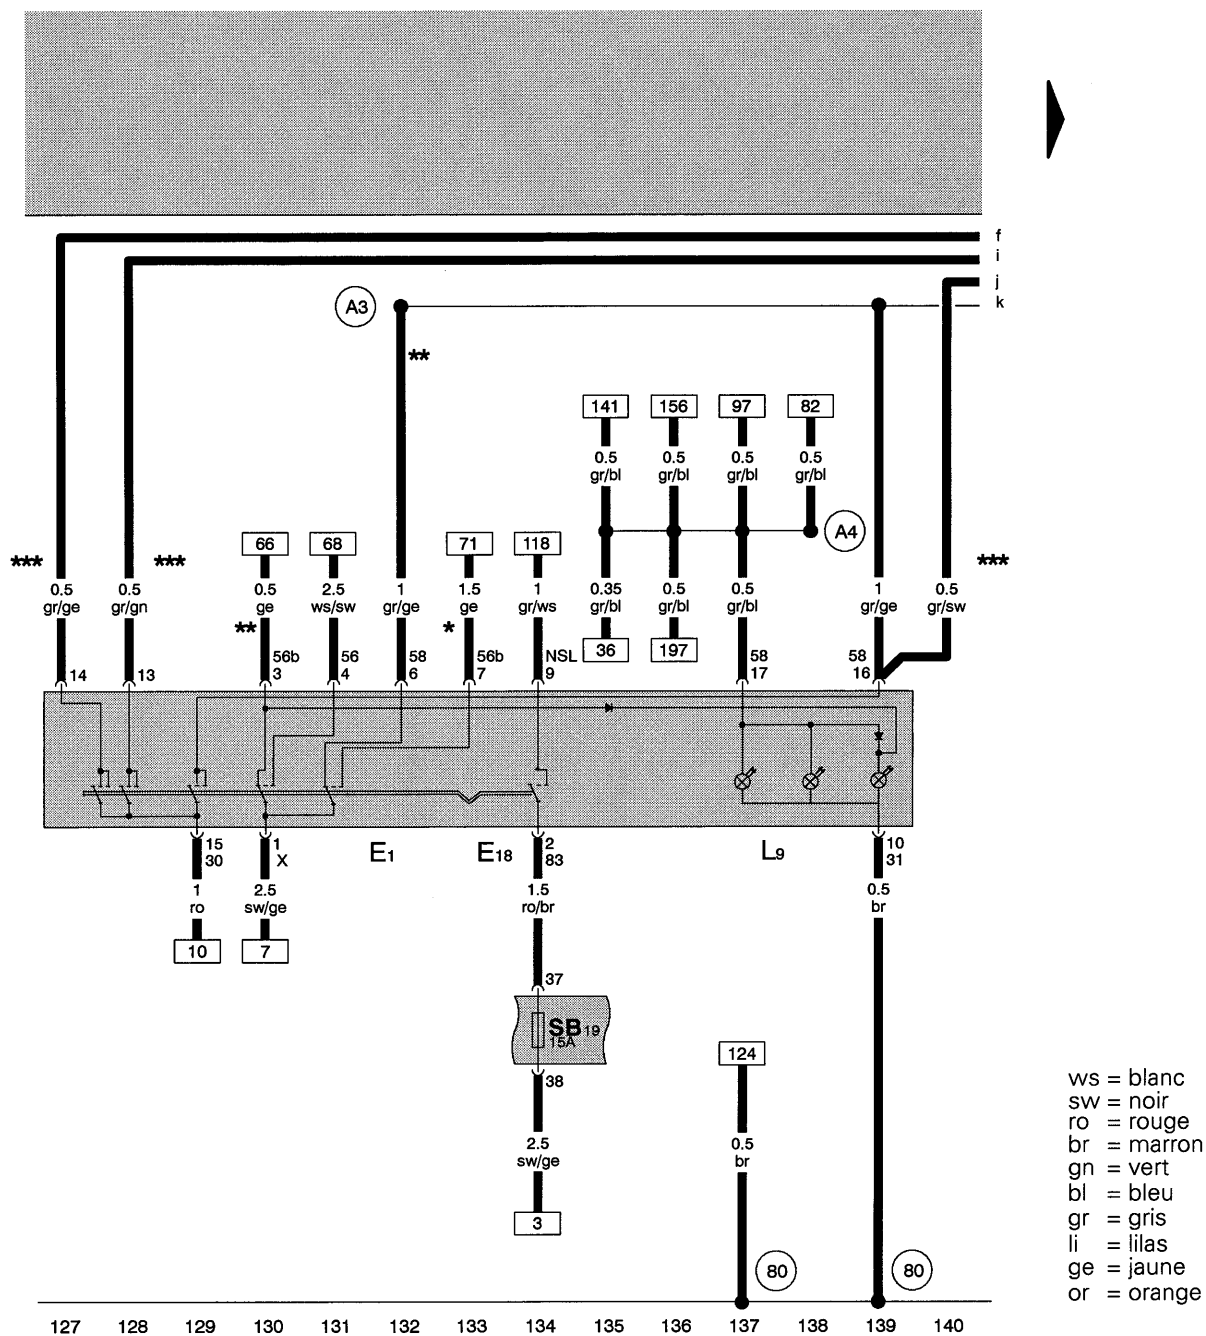 f
i
j
k
A3
**
141 156 97 82
0.5 0.5 0.5 0.5
gr/bl gr/bl gr/bl gr/bl
A4
66 68 71 118
*** *** ***
0.5 0.5 0.5 2.5 1 1.5 1 0.35 0.5 0.5 1 0.5
gr/ge gr/gn ge ws/sw gr/ge ge gr/ws gr/bl gr/bl gr/bl gr/ge gr/sw
** *
36 197
56b 56 58 56b NSL 58 58
14 13 3 4 6 7 9 17 16
15 1 2 10
30 X E1 E18 83 L9 31
1 2.5 1.5 0.5
ro sw/ge ro/br br
10 7
37
SB19
15A
38
124
2.5 0.5
sw/ge br
3
80 80
127 128 129 130 131 132 133 134 135 136 137 138 139 140
ws = blanc
sw = noir
ro = rouge
br = marron
gn = vert
bl = bleu
gr = gris
li = lilas
ge = jaune
or = orange